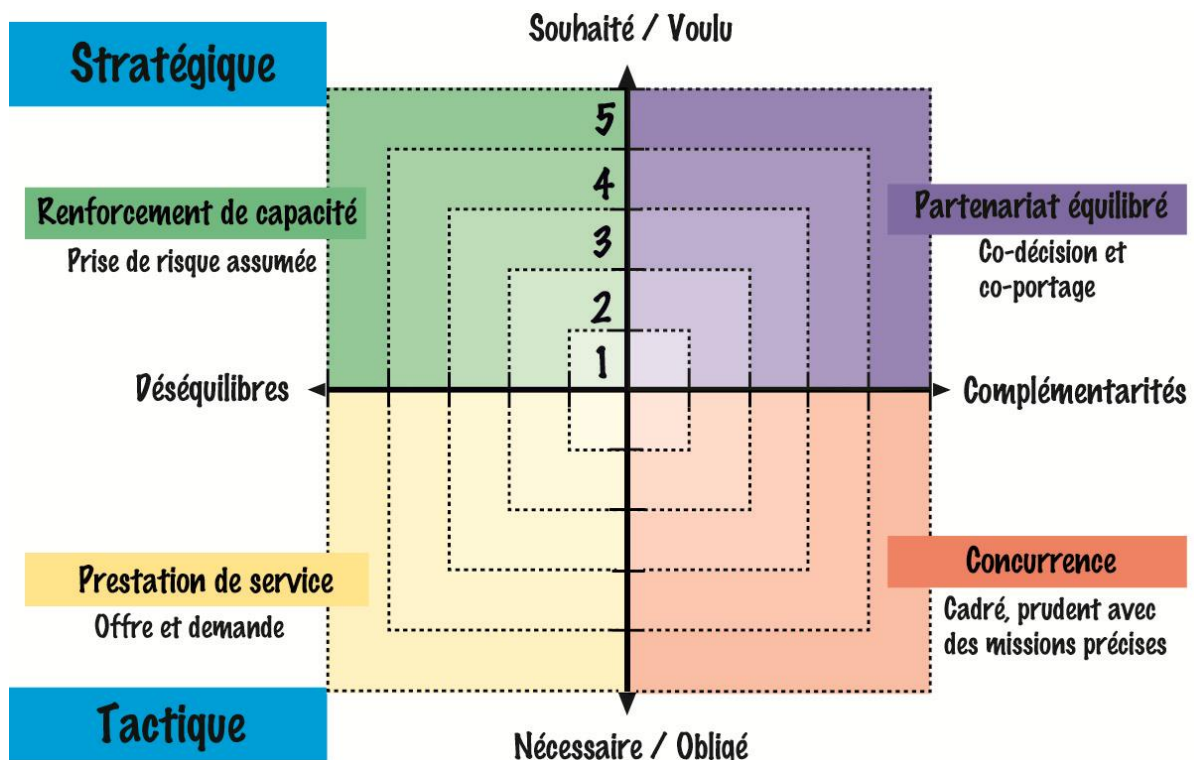 Souhaité / Voulu
Stratégique
5
4
3
2
1
Renforcement de capacité
Prise de risque assumée
Partenariat équilibré
Co-décision et
co-portage
Déséquilibres
Complémentarités
Prestation de service
Offre et demande
Concurrence
Cadré, prudent avec
des missions précises
Tactique
Nécessaire / Obligé